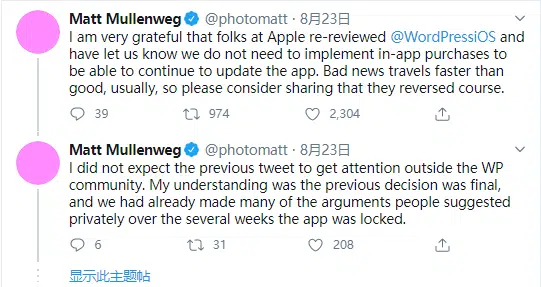 Matt Mullenweg @photomatt · 8月23日
I am very grateful that folks at Apple re-reviewed @WordPressiOS and
have let us know we do not need to implement in-app purchases to
be able to continue to update the app. Bad news travels faster than
good, usually, so please consider sharing that they reversed course.
39 974 2,304
Matt Mullenweg @photomatt · 8月23日
I did not expect the previous tweet to get attention outside the WP
community. My understanding was the previous decision was final,
and we had already made many of the arguments people suggested
privately over the several weeks the app was locked.
6 31 208
显示此主题帖